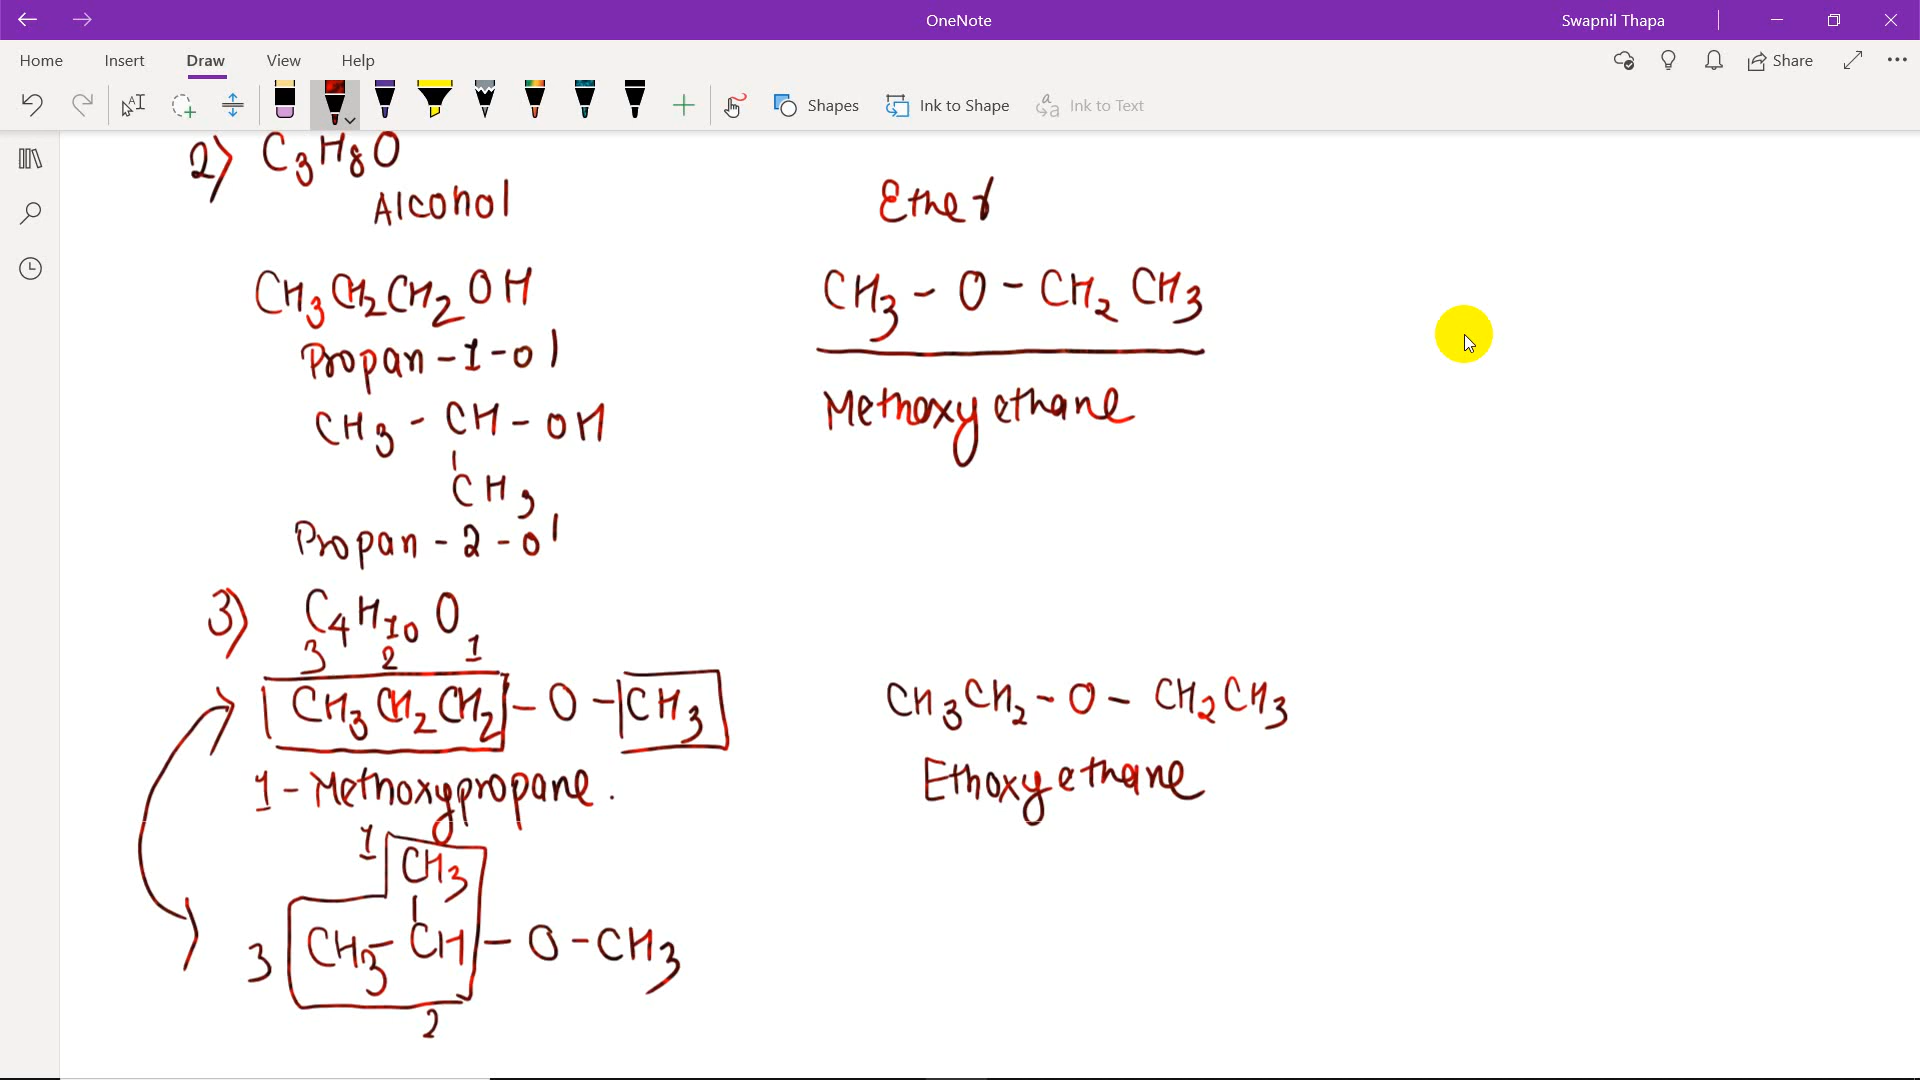 OneNote
Swapnil Thapa
Home Insert Draw View Help
Share
Shapes
Ink to Shape
Ink to Text
2) C3H8O
Alcohol
Ether
CH3CH2CH2OH
CH3 - O - CH2CH3
Propan-1-ol
Methoxyethane
CH3 - CH - OH
CH3
Propan-2-ol
3) C4H10O
3 2 1
CH3CH2CH2 - O - CH3
CH3CH2 - O - CH2CH3
1-Methoxypropane.
Ethoxyethane
1
CH3
3 CH3 - CH - O - CH3
2